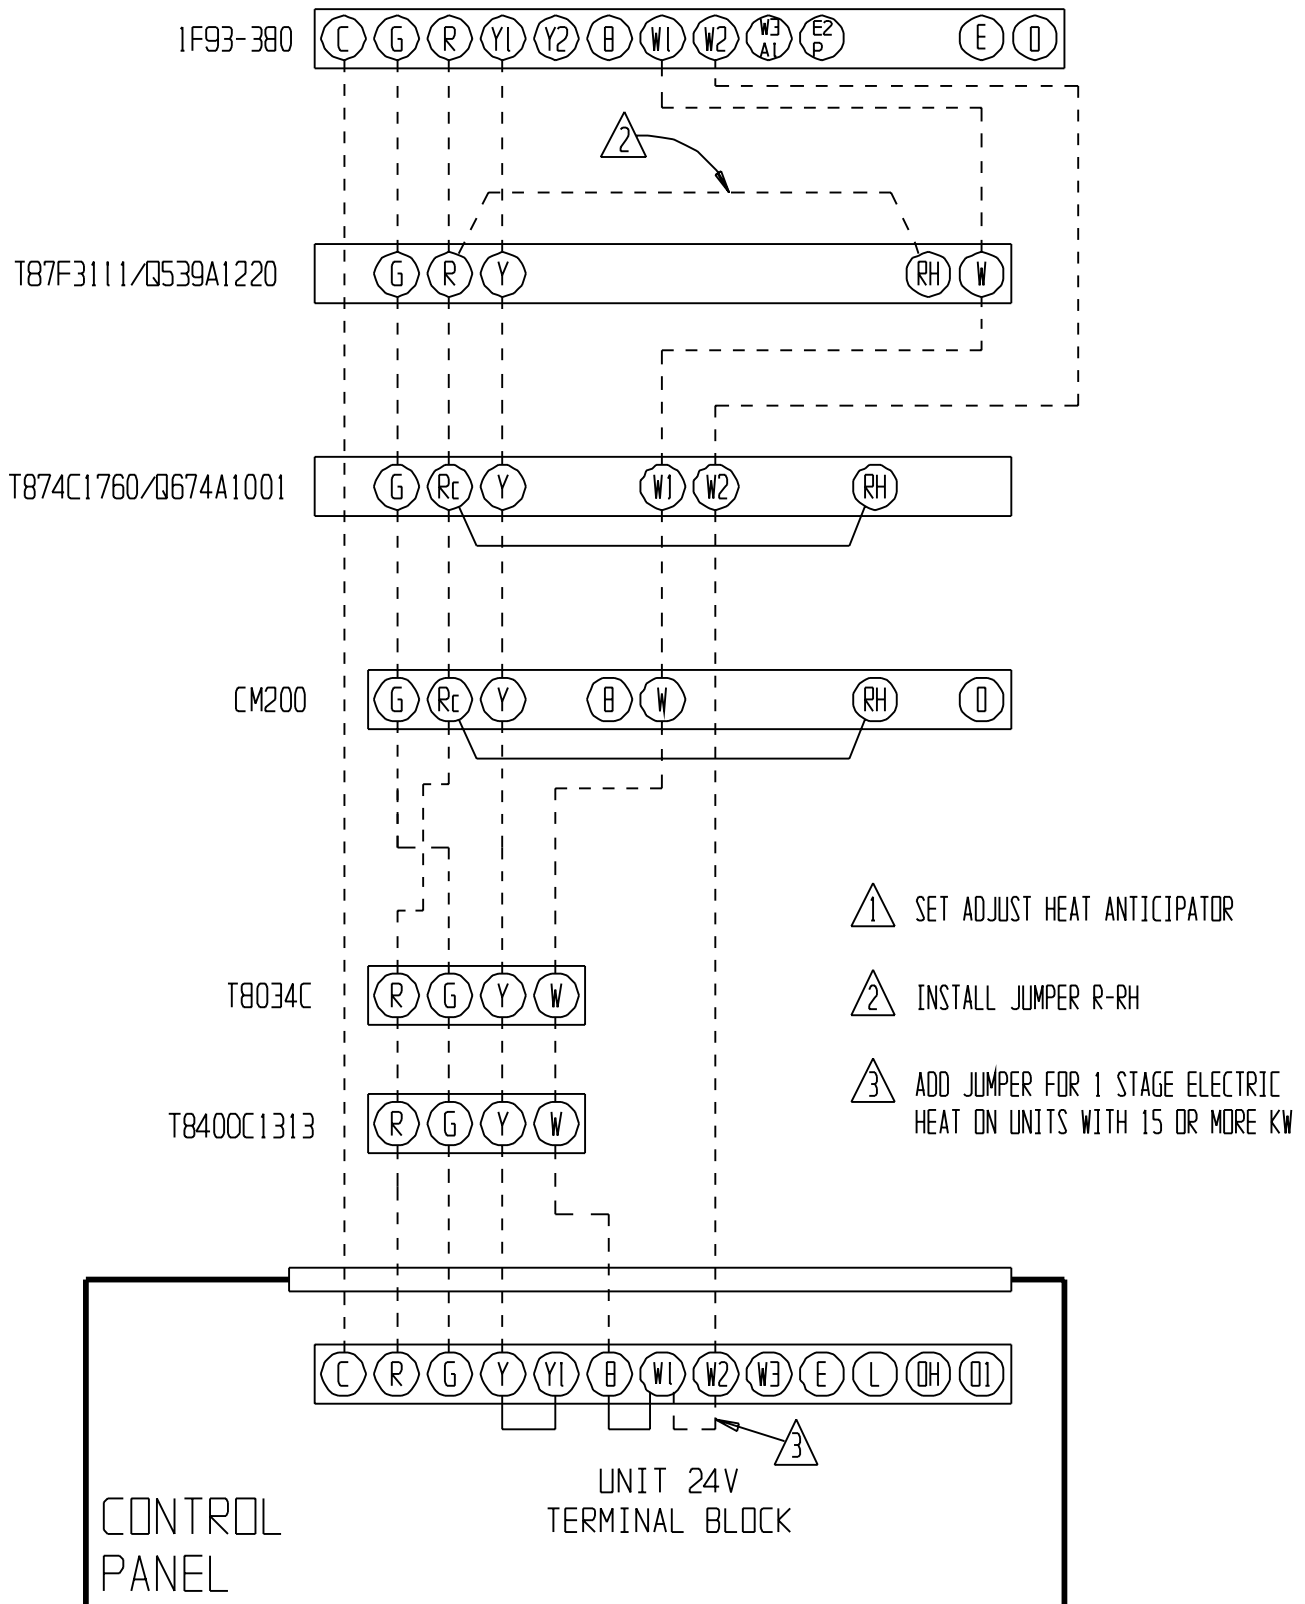 1F93-380 C G R Y1 Y2 B W1 W2 W3 A1 E2 P E O
2
T87F3111/Q539A1220 G R Y RH W
T874C1760/Q674A1001 G Rc Y W1 W2 RH
CM200 G Rc Y B W RH O
1 SET ADJUST HEAT ANTICIPATOR
T8034C R G Y W
2 INSTALL JUMPER R-RH
3 ADD JUMPER FOR 1 STAGE ELECTRIC
HEAT ON UNITS WITH 15 OR MORE KW
T8400C1313 R G Y W
C R G Y Y1 B W1 W2 W3 E L OH O1
3
UNIT 24V
TERMINAL BLOCK
CONTROL
PANEL